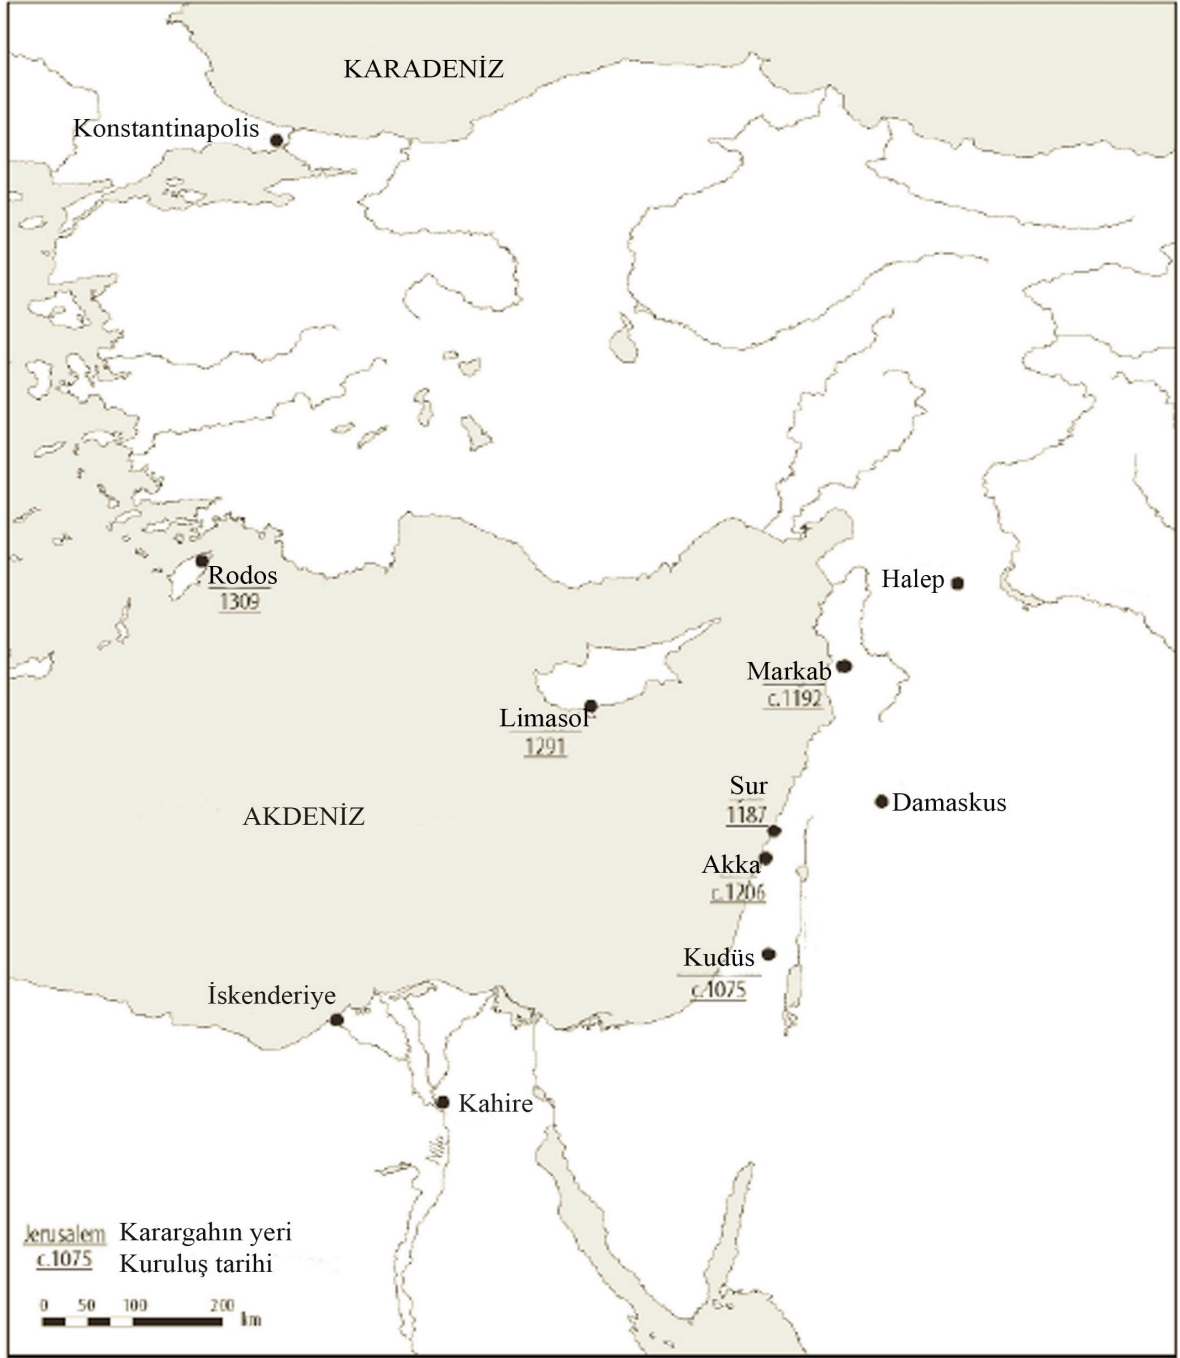 KARADENİZ
Konstantinapolis
Rodos
1309
Halep
Markab
c.1192
Limasol
1291
Sur
1187
Damaskus
AKDENİZ
Akka
c.1206
Kudüs
c.1075
İskenderiye
Kahire
Nile
Jerusalem Karargahın yeri
c.1075 Kuruluş tarihi
0 50 100 200 km